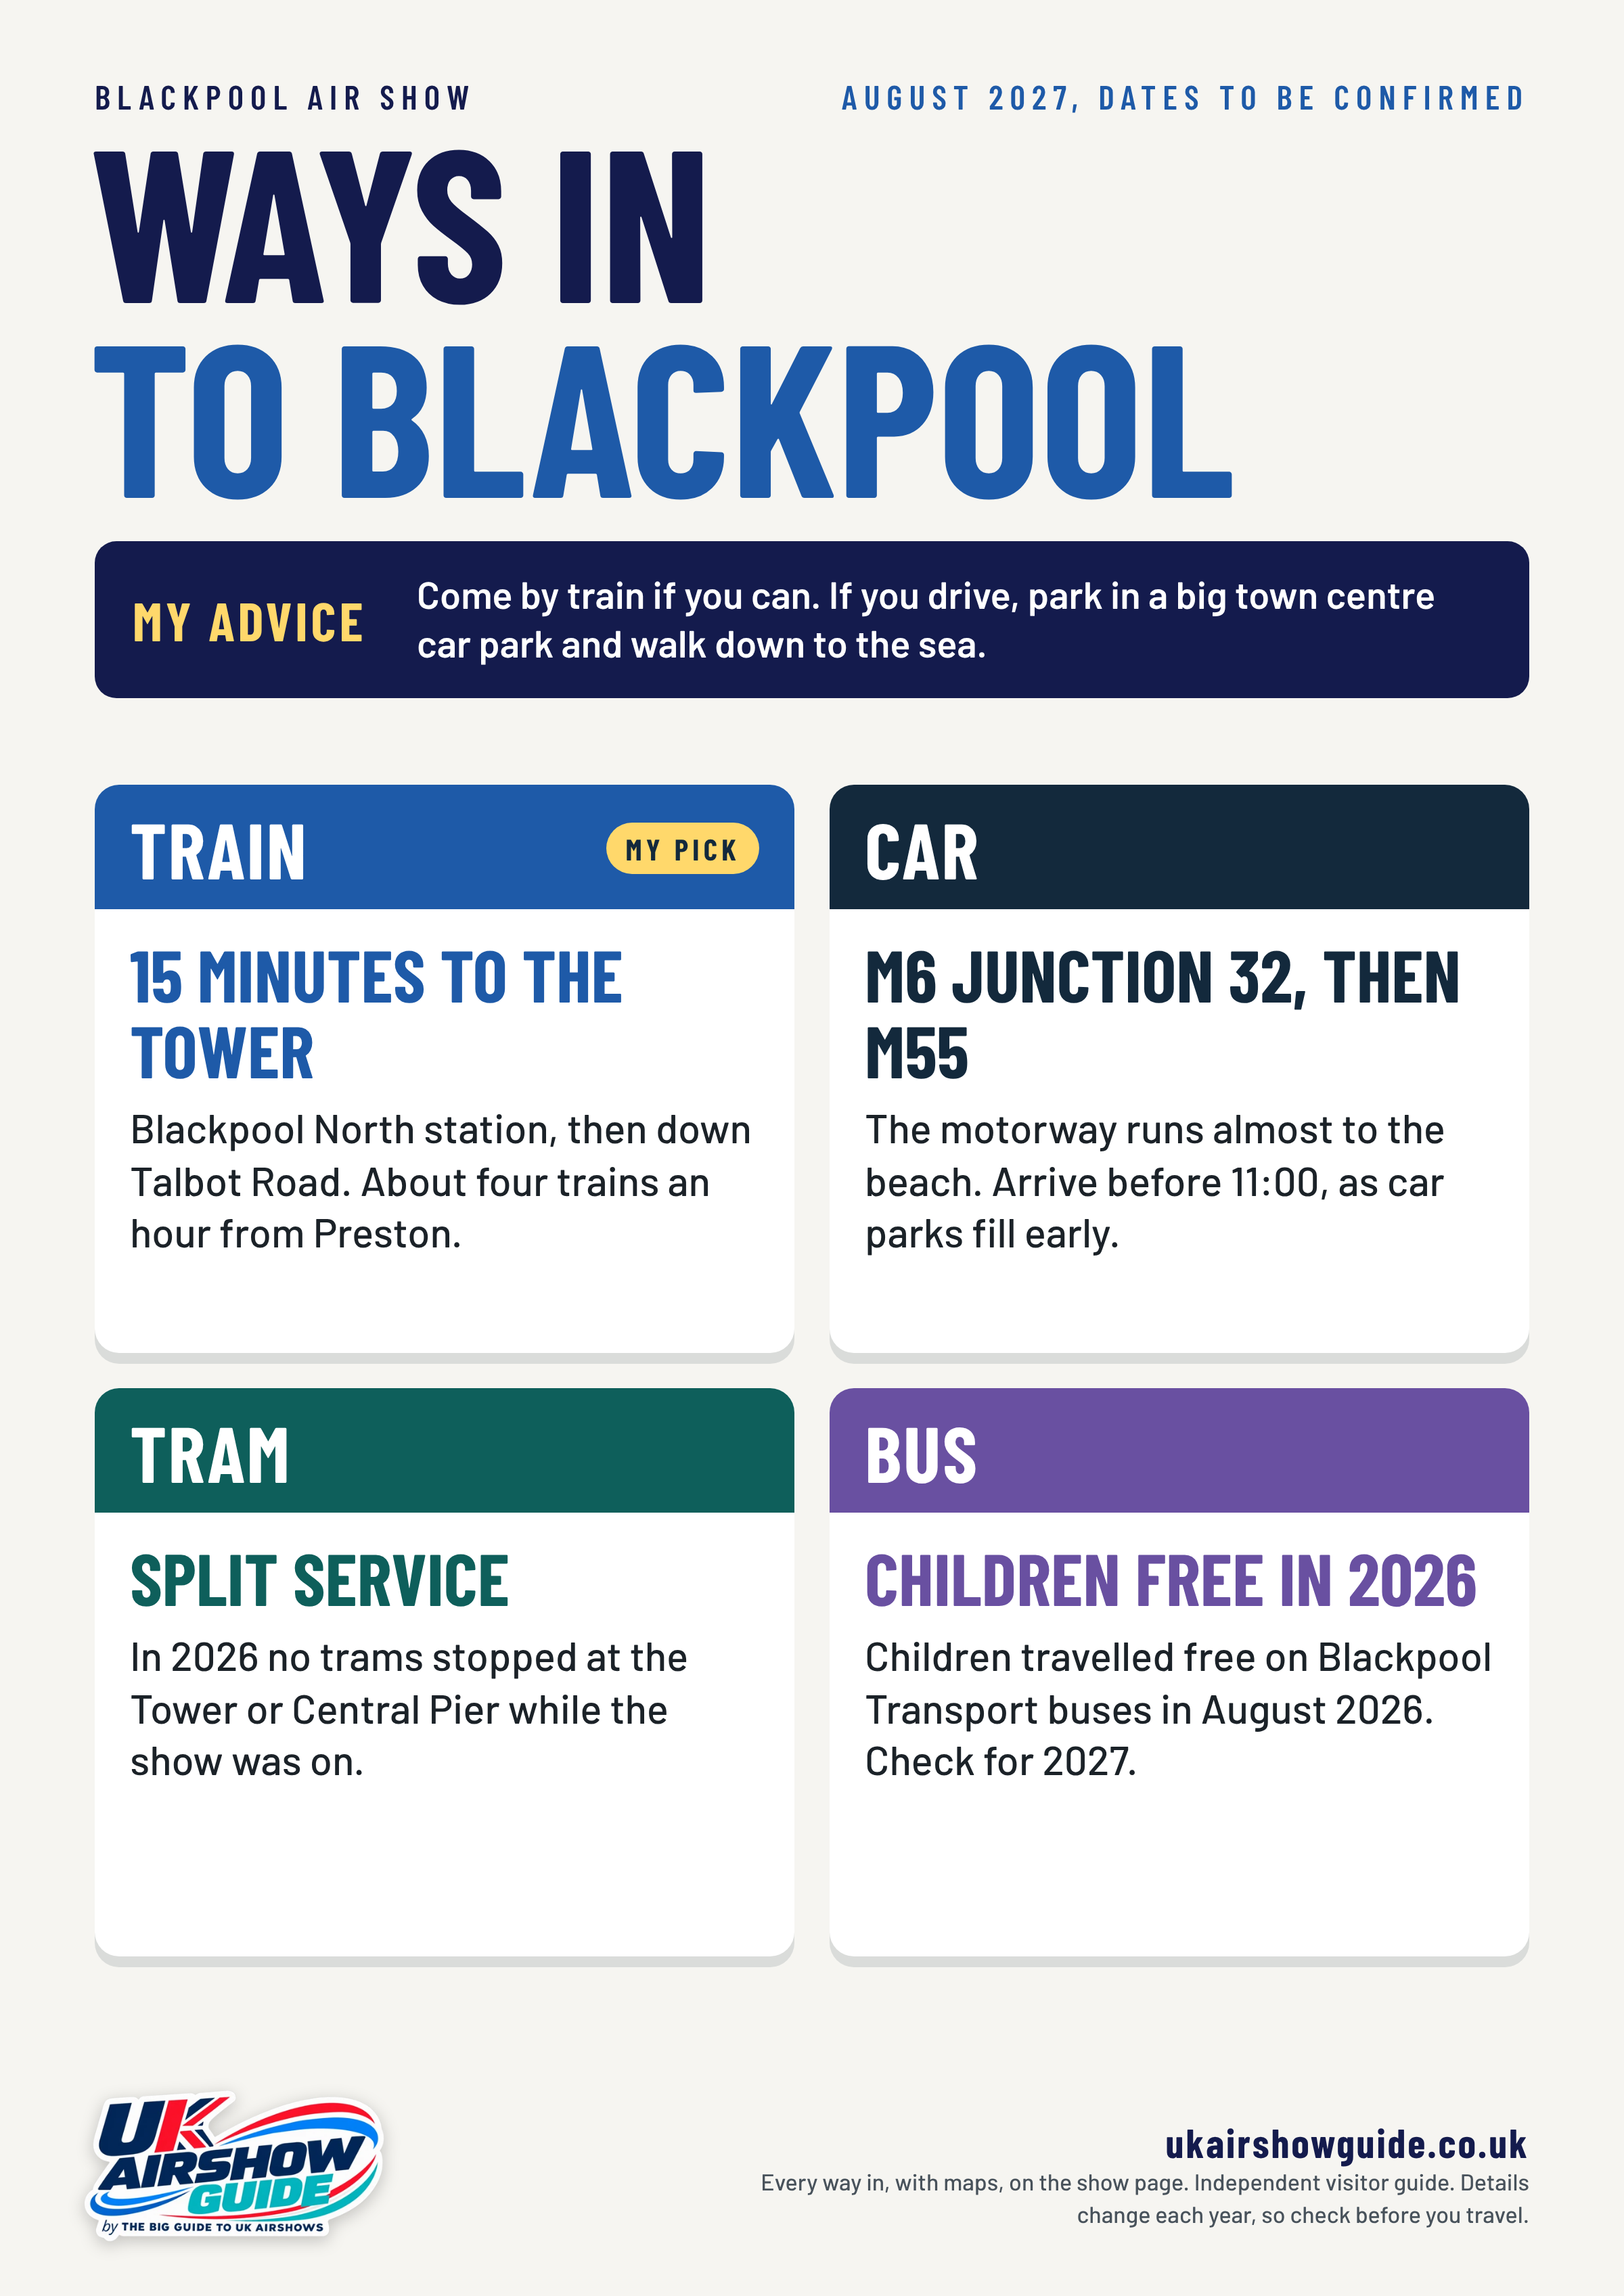 BLACKPOOL AIR SHOW
AUGUST 2027, DATES TO BE CONFIRMED
WAYS IN
TO BLACKPOOL
MY ADVICE
Come by train if you can. If you drive, park in a big town centre
car park and walk down to the sea.
TRAIN
MY PICK
15 MINUTES TO THE
TOWER
Blackpool North station, then down
Talbot Road. About four trains an
hour from Preston.
CAR
M6 JUNCTION 32, THEN
M55
The motorway runs almost to the
beach. Arrive before 11:00, as car
parks fill early.
TRAM
SPLIT SERVICE
In 2026 no trams stopped at the
Tower or Central Pier while the
show was on.
BUS
CHILDREN FREE IN 2026
Children travelled free on Blackpool
Transport buses in August 2026.
Check for 2027.
UK
AIRSHOW
GUIDE
by THE BIG GUIDE TO UK AIRSHOWS
ukairshowguide.co.uk
Every way in, with maps, on the show page. Independent visitor guide. Details
change each year, so check before you travel.